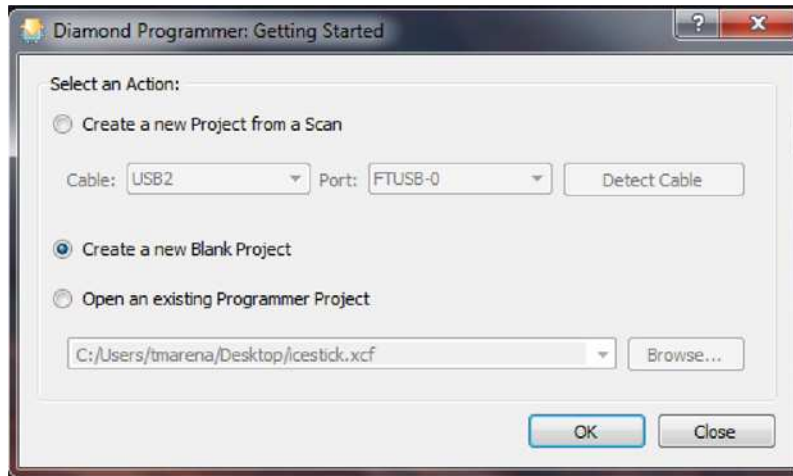 Diamond Programmer: Getting Started
Select an Action:
Create a new Project from a Scan
Cable: USB2 Port: FTUSB-0 Detect Cable
Create a new Blank Project
Open an existing Programmer Project
C:/Users/tmarena/Desktop/icestick.xcf Browse...
OK Close